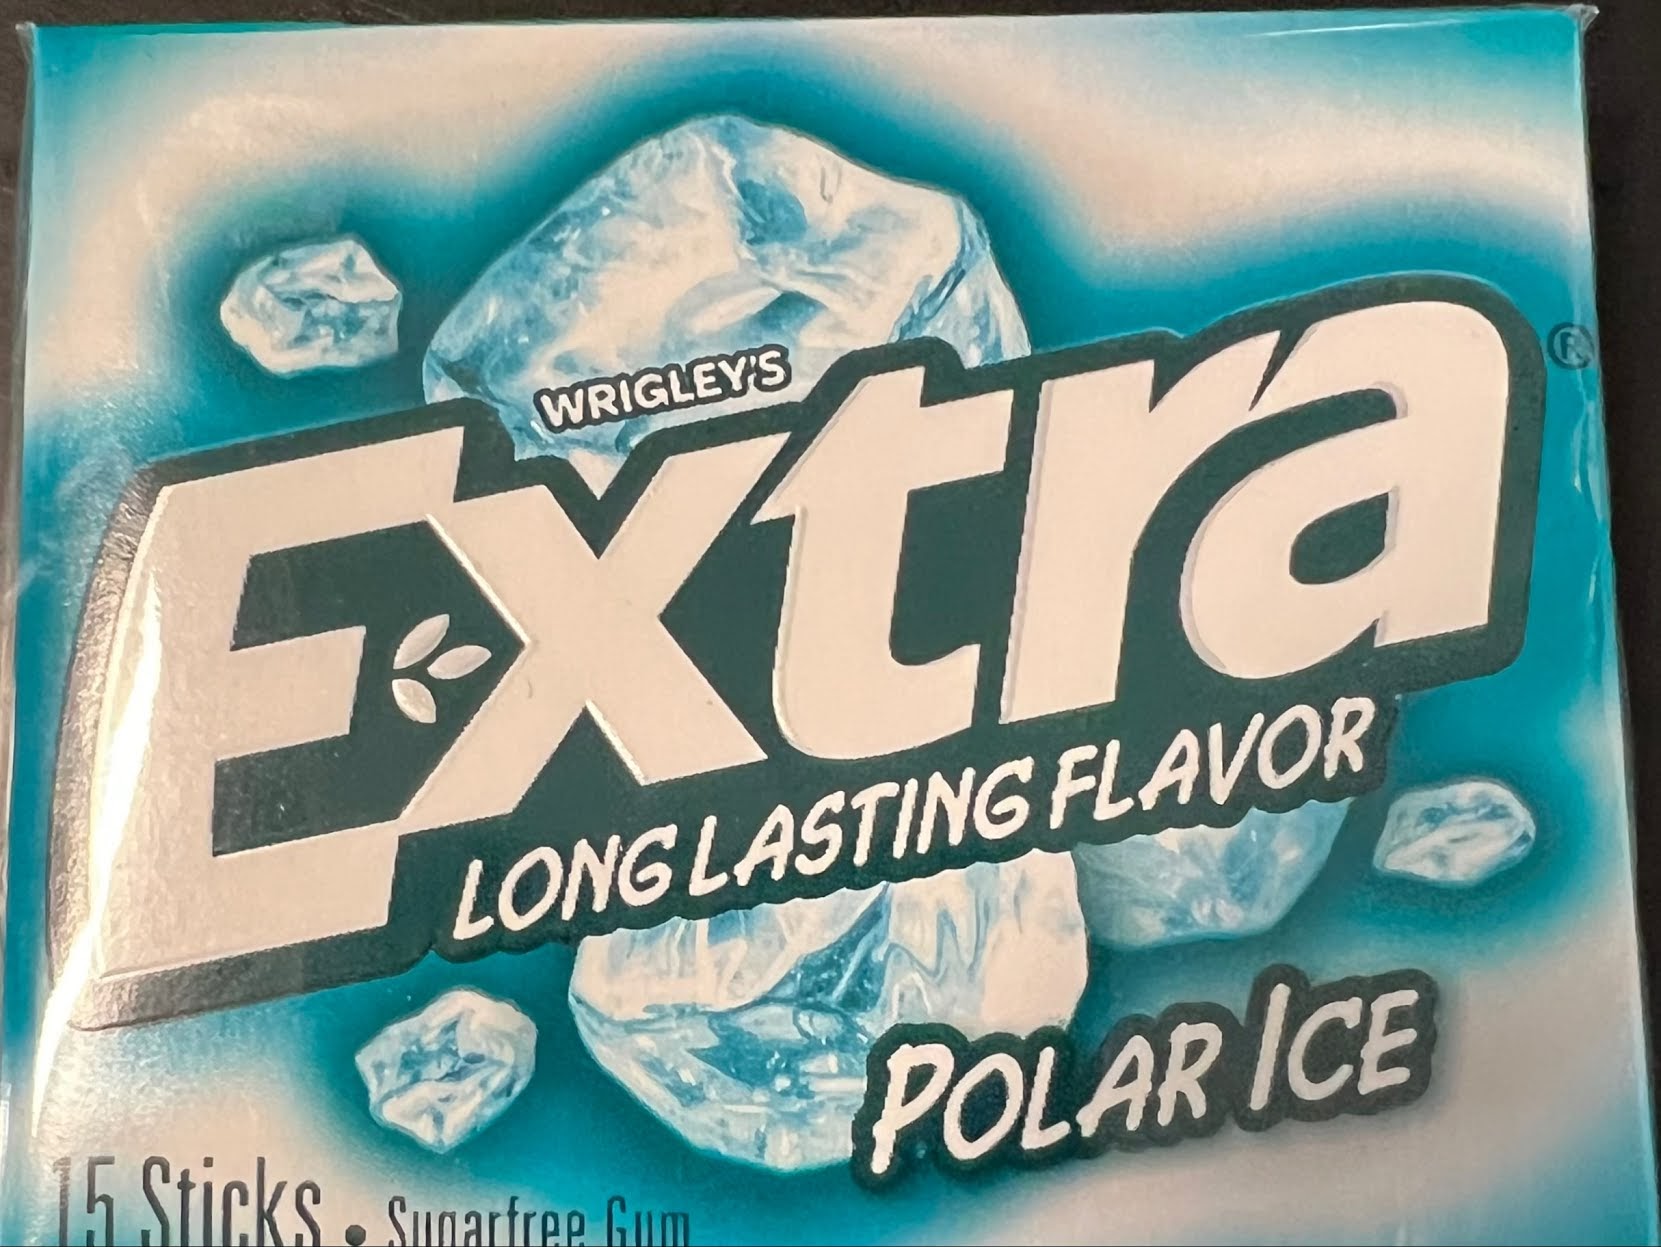 WRIGLEY'S
Extra®
LONG LASTING FLAVOR
POLAR ICE
15 Sticks • Sugarfree Gum